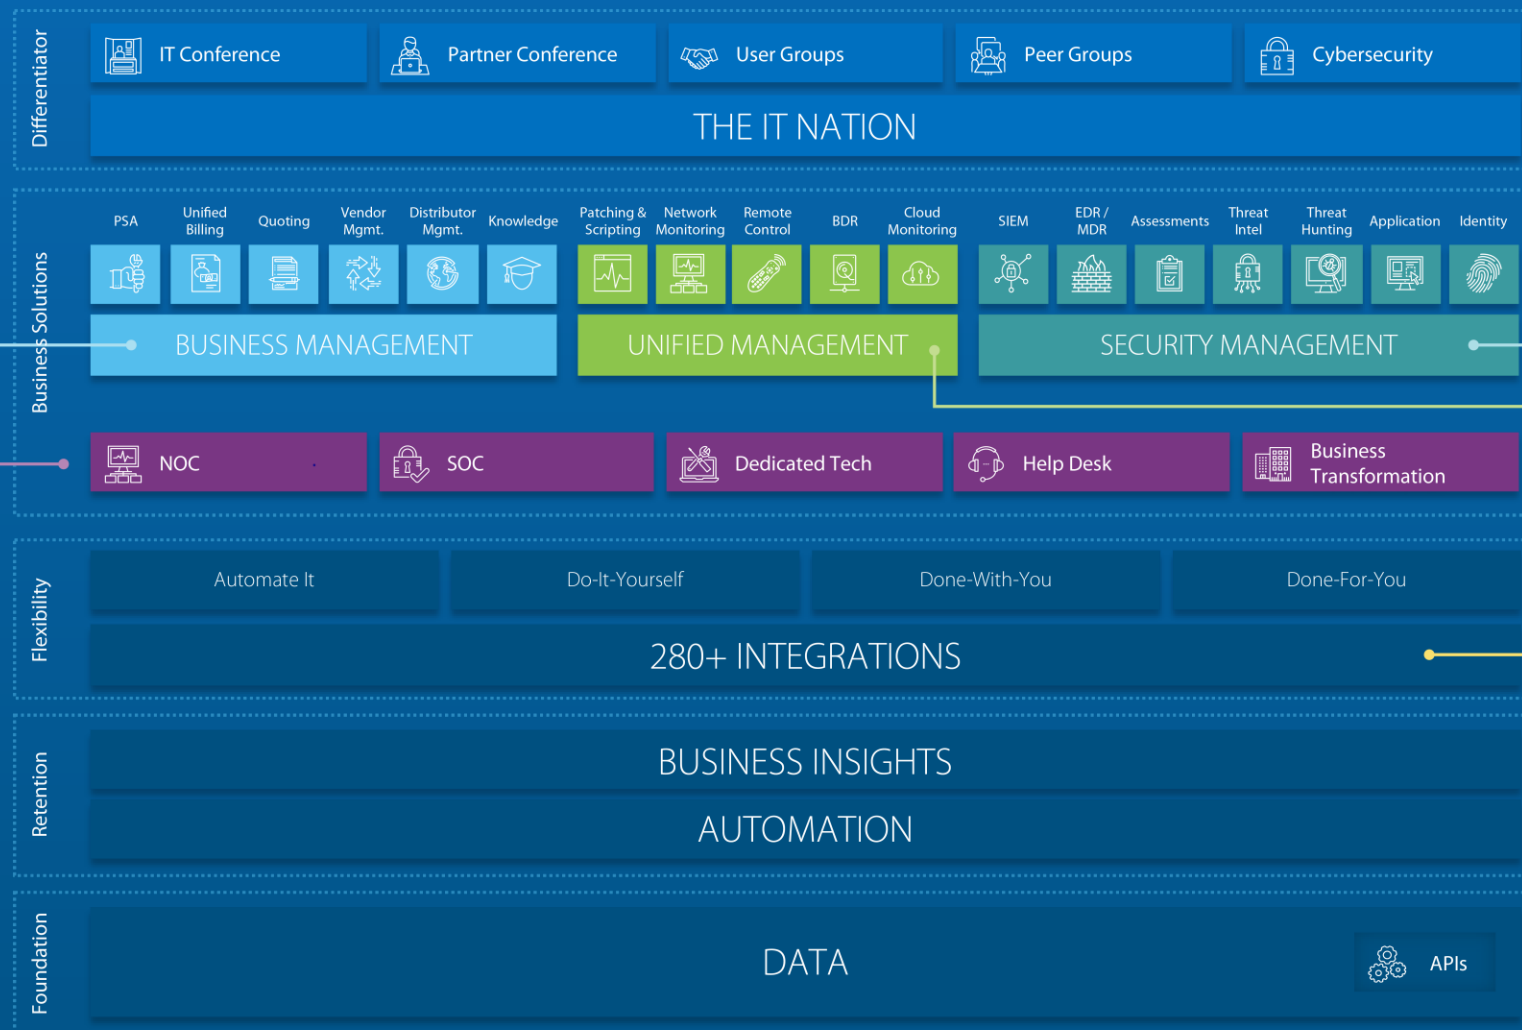 Differentiator
IT Conference
Partner Conference
User Groups
Peer Groups
Cybersecurity
THE IT NATION
Business Solutions
PSA
Unified
Billing
Quoting
Vendor
Mgmt.
Distributor
Mgmt.
Knowledge
Patching &
Scripting
Network
Monitoring
Remote
Control
BDR
Cloud
Monitoring
SIEM
EDR /
MDR
Assessments
Threat
Intel
Threat
Hunting
Application
Identity
BUSINESS MANAGEMENT
UNIFIED MANAGEMENT
SECURITY MANAGEMENT
NOC
SOC
Dedicated Tech
Help Desk
Business
Transformation
Flexibility
Automate It
Do-It-Yourself
Done-With-You
Done-For-You
280+ INTEGRATIONS
Retention
BUSINESS INSIGHTS
AUTOMATION
Foundation
DATA
APIs